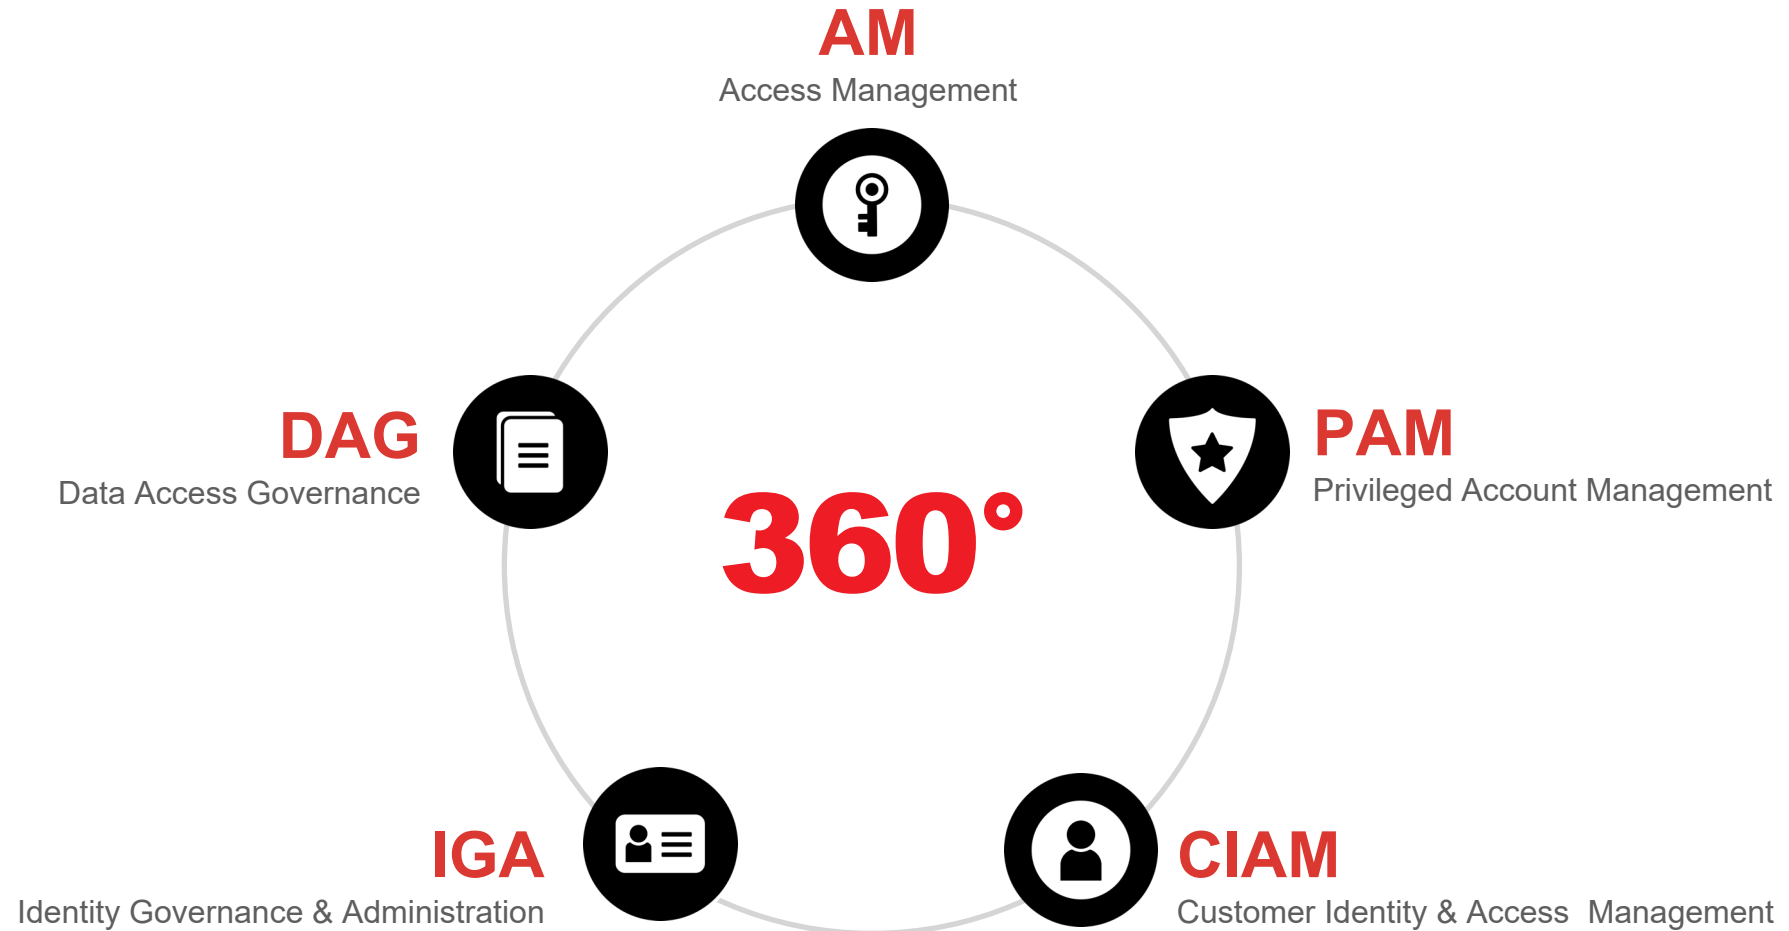 AM
Access Management
DAG
Data Access Governance
PAM
Privileged Account Management
360°
IGA
Identity Governance & Administration
CIAM
Customer Identity & Access  Management